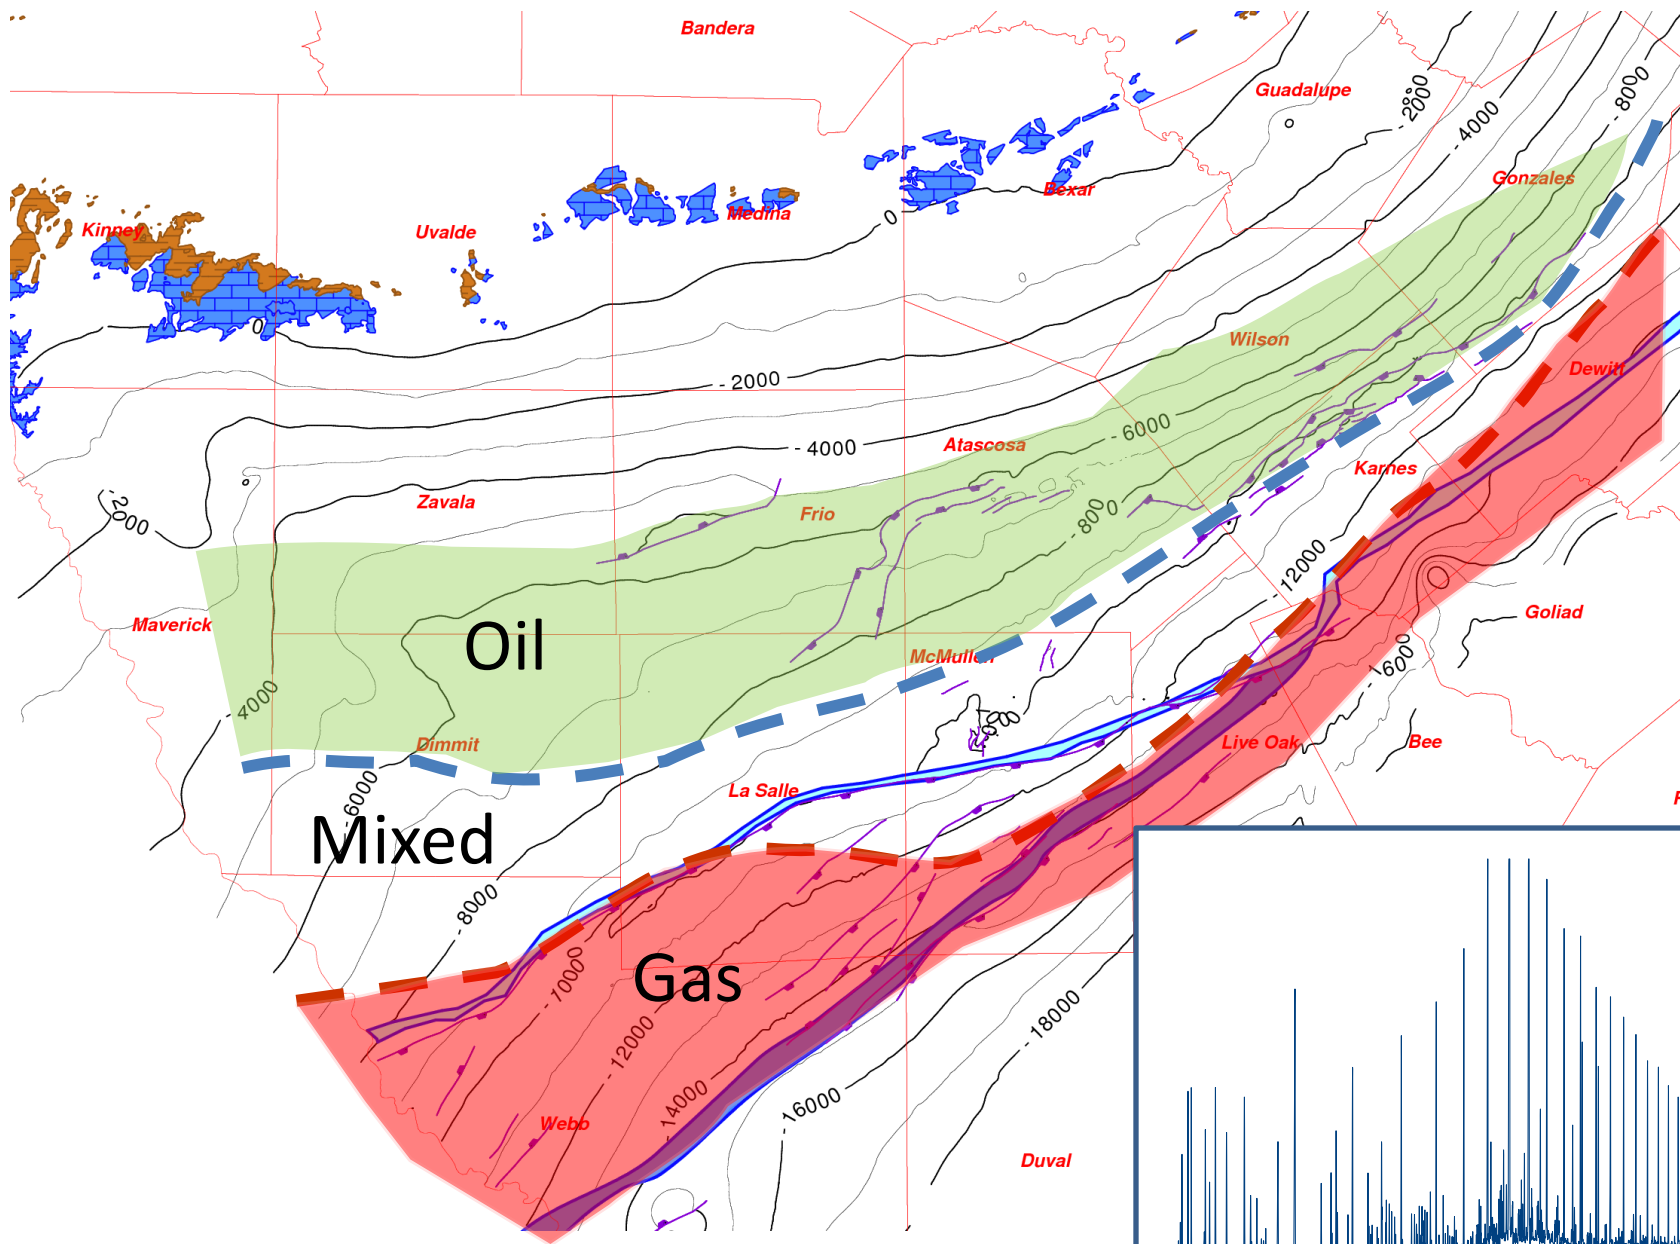 Bandera
Guadalupe
- 2000
- 4000
- 8000
Gonzales
Bexar
Medina
Kinney
Uvalde
0
0
Wilson
Dewitt
- 2000
- 6000
Atascosa
- 4000
Karnes
Zavala
Frio
- 2000
- 8000
- 12000
Goliad
Maverick
Oil
McMullen
- 1600
- 4000
Dimmit
Live Oak
Bee
- 6000
La Salle
Mixed
- 8000
Gas
- 12000
- 18000
- 14000
- 16000
Webb
Duval